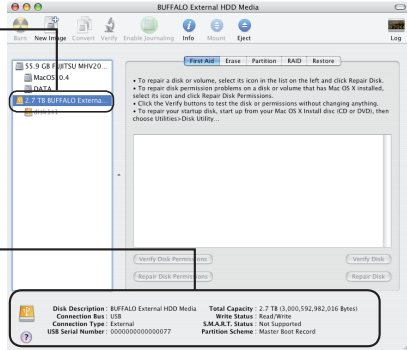 BUFFALO External HDD Media
Burn New Image Convert Verify Enable Journaling Info Mount Eject Log
First Aid Erase Partition RAID Restore
55.9 GB FUJITSU MHV20...
MacOS 10.4
DATA
2.7 TB BUFFALO Externa...
disk1s1
• To repair a disk or volume, select its icon in the list on the left and click Repair Disk.
• To repair disk permission problems on a disk or volume that has Mac OS X installed,
select its icon and click Repair Disk Permissions.
• Click the Verify buttons to test the disk or permissions without changing anything.
• To repair your startup disk, start up from your Mac OS X Install disc (CD or DVD), then
choose Utilities>Disk Utility...
Verify Disk Permissions Verify Disk
Repair Disk Permissions Repair Disk
Disk Description : BUFFALO External HDD Media Total Capacity : 2.7 TB (3,000,592,982,016 Bytes)
Connection Bus : USB Write Status : Read/Write
Connection Type : External S.M.A.R.T. Status : Not Supported
USB Serial Number : 0000000000000077 Partition Scheme : Master Boot Record
?